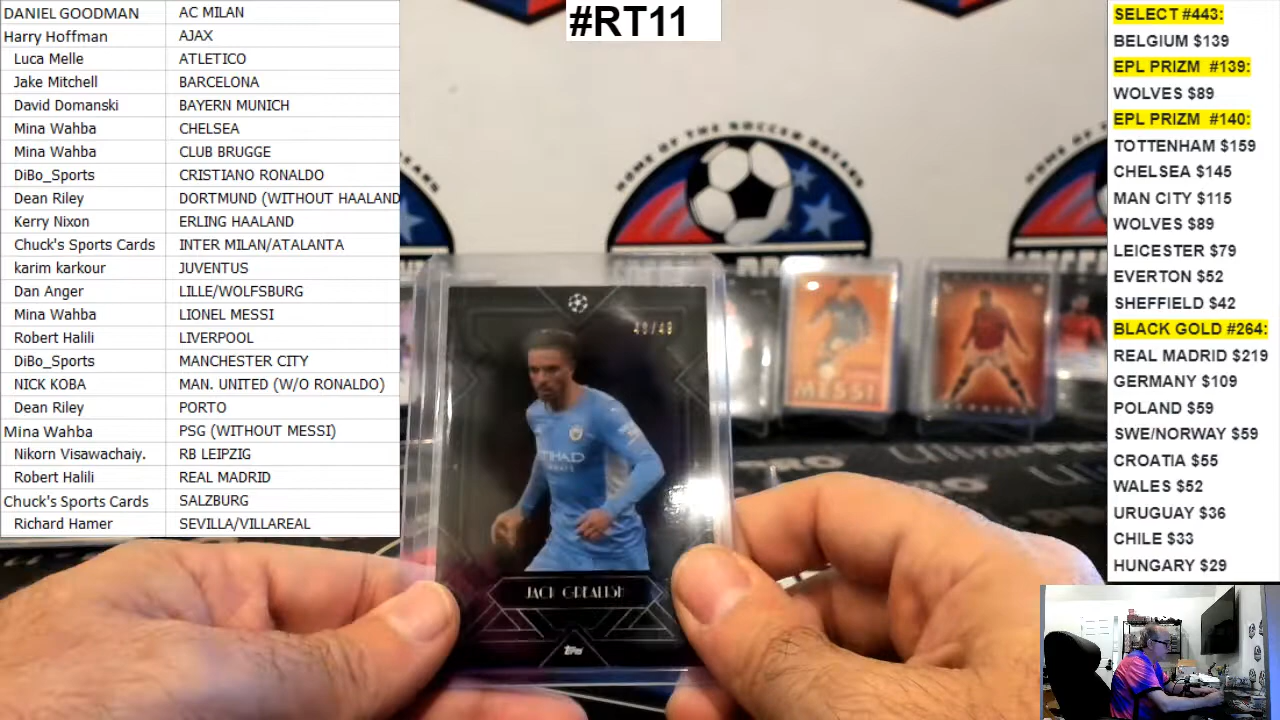 DANIEL GOODMAN AC MILAN
Harry Hoffman AJAX
Luca Melle ATLETICO
Jake Mitchell BARCELONA
David Domanski BAYERN MUNICH
Mina Wahba CHELSEA
Mina Wahba CLUB BRUGGE
DiBo_Sports CRISTIANO RONALDO
Dean Riley DORTMUND (WITHOUT HAALAND
Kerry Nixon ERLING HAALAND
Chuck's Sports Cards INTER MILAN/ATALANTA
karim karkour JUVENTUS
Dan Anger LILLE/WOLFSBURG
Mina Wahba LIONEL MESSI
Robert Halili LIVERPOOL
DiBo_Sports MANCHESTER CITY
NICK KOBA MAN. UNITED (W/O RONALDO)
Dean Riley PORTO
Mina Wahba PSG (WITHOUT MESSI)
Nikorn Visawachaiy. RB LEIPZIG
Robert Halili REAL MADRID
Chuck's Sports Cards SALZBURG
Richard Hamer SEVILLA/VILLAREAL
#RT11
HOME OF THE SOCCER
MESSI
ETIHAD
JACK GREALISH
Topps
SELECT #443:
BELGIUM $139
EPL PRIZM #139:
WOLVES $89
EPL PRIZM #140:
TOTTENHAM $159
CHELSEA $145
MAN CITY $115
WOLVES $89
LEICESTER $79
EVERTON $52
SHEFFIELD $42
BLACK GOLD #264:
REAL MADRID $219
GERMANY $109
POLAND $59
SWE/NORWAY $59
CROATIA $55
WALES $52
URUGUAY $36
CHILE $33
HUNGARY $29